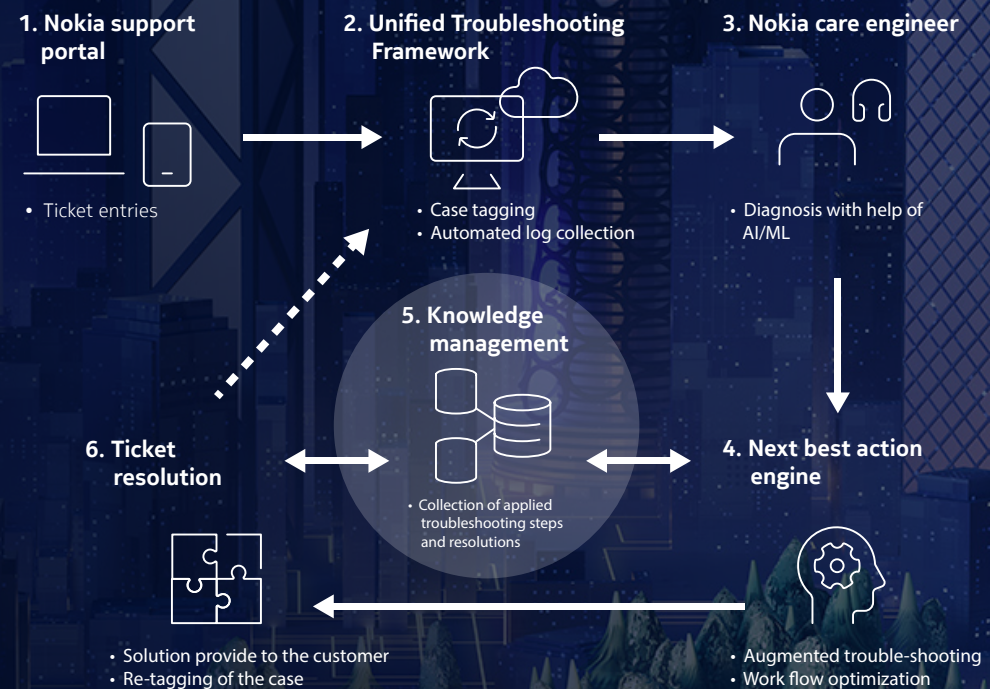 1. Nokia support
portal
2. Unified Troubleshooting
Framework
3. Nokia care engineer
• Ticket entries
• Case tagging
• Automated log collection
• Diagnosis with help of
AI/ML
5. Knowledge
management
• Collection of applied
troubleshooting steps
and resolutions
6. Ticket
resolution
4. Next best action
engine
• Solution provide to the customer
• Re-tagging of the case
• Augmented trouble-shooting
• Work flow optimization